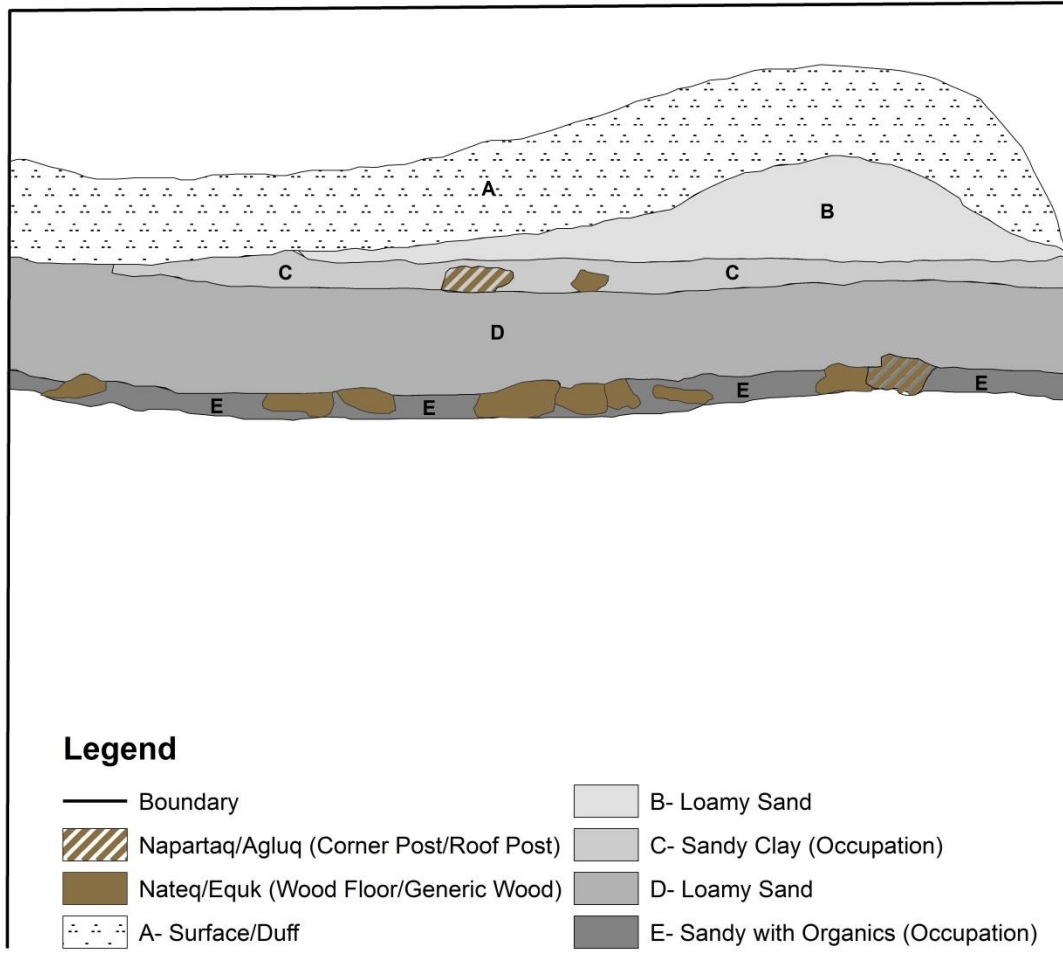 A
B
C
C
D
E
E
E
E
Legend
Boundary
Napartaq/Agluq (Corner Post/Roof Post)
Nateq/Equk (Wood Floor/Generic Wood)
A- Surface/Duff
B- Loamy Sand
C- Sandy Clay (Occupation)
D- Loamy Sand
E- Sandy with Organics (Occupation)